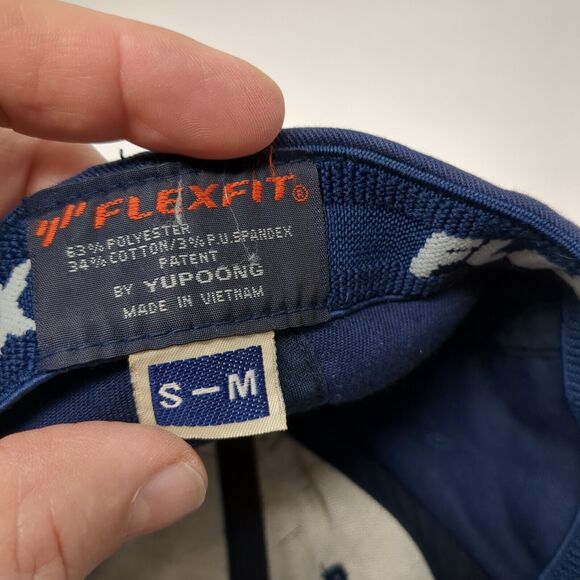 FLEXFIT®
63% POLYESTER
34% COTTON/3% P.U.SPANDEX
PATENT
BY YUPOONG
MADE IN VIETNAM
S-M